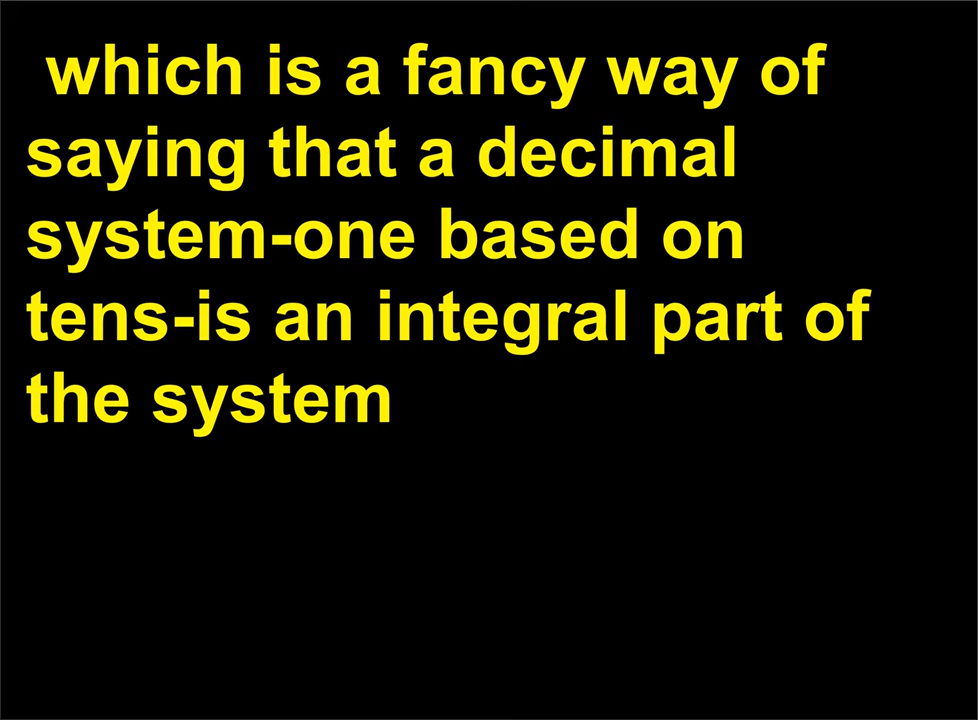 which is a fancy way of
saying that a decimal
system-one based on
tens-is an integral part of
the system